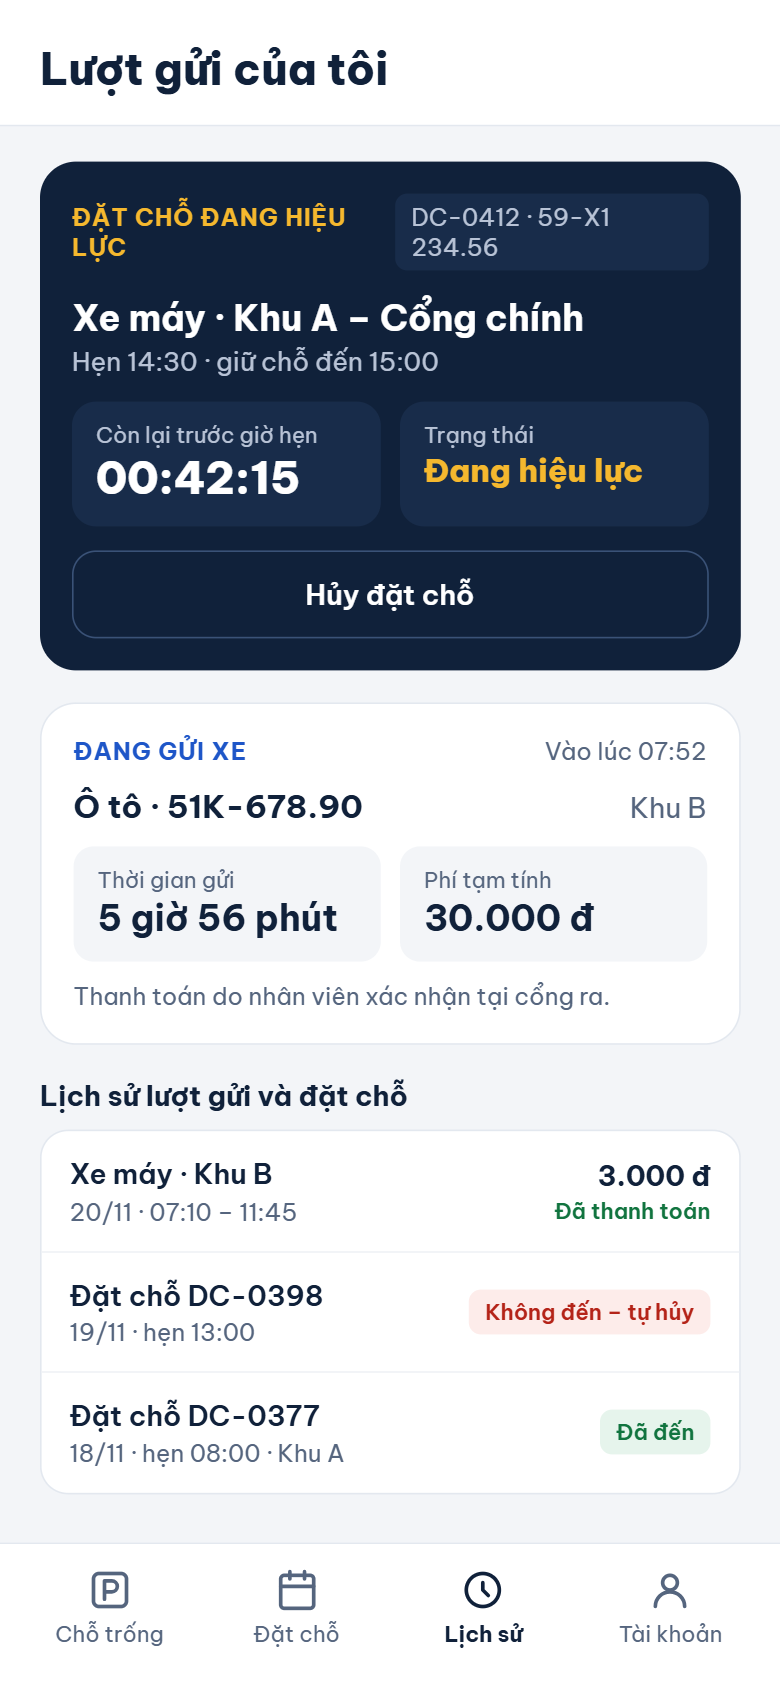 Lượt gửi của tôi
ĐẶT CHỖ ĐANG HIỆU
LỰC
DC-0412 · 59-X1
234.56
Xe máy · Khu A – Cổng chính
Hẹn 14:30 · giữ chỗ đến 15:00
Còn lại trước giờ hẹn
00:42:15
Trạng thái
Đang hiệu lực
Hủy đặt chỗ
ĐANG GỬI XE
Vào lúc 07:52
Ô tô · 51K-678.90
Khu B
Thời gian gửi
5 giờ 56 phút
Phí tạm tính
30.000 đ
Thanh toán do nhân viên xác nhận tại cổng ra.
Lịch sử lượt gửi và đặt chỗ
Xe máy · Khu B
3.000 đ
20/11 · 07:10 – 11:45
Đã thanh toán
Đặt chỗ DC-0398
19/11 · hẹn 13:00
Không đến – tự hủy
Đặt chỗ DC-0377
18/11 · hẹn 08:00 · Khu A
Đã đến
Chỗ trống
Đặt chỗ
Lịch sử
Tài khoản